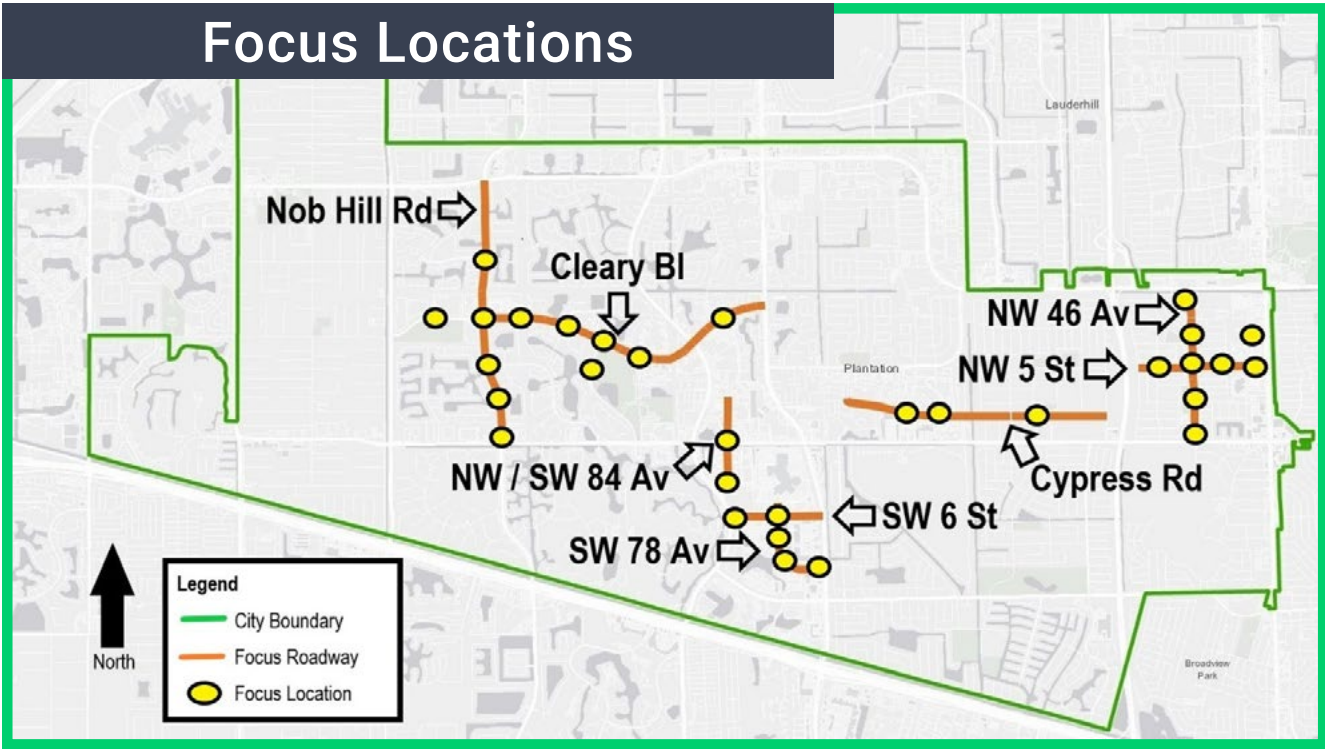 Focus Locations
Lauderhill
Nob Hill Rd
Cleary Bl
NW 46 Av
NW 5 St
Plantation
NW / SW 84 Av
Cypress Rd
SW 6 St
SW 78 Av
Legend
City Boundary
Focus Roadway
Focus Location
North
Broadview
Park